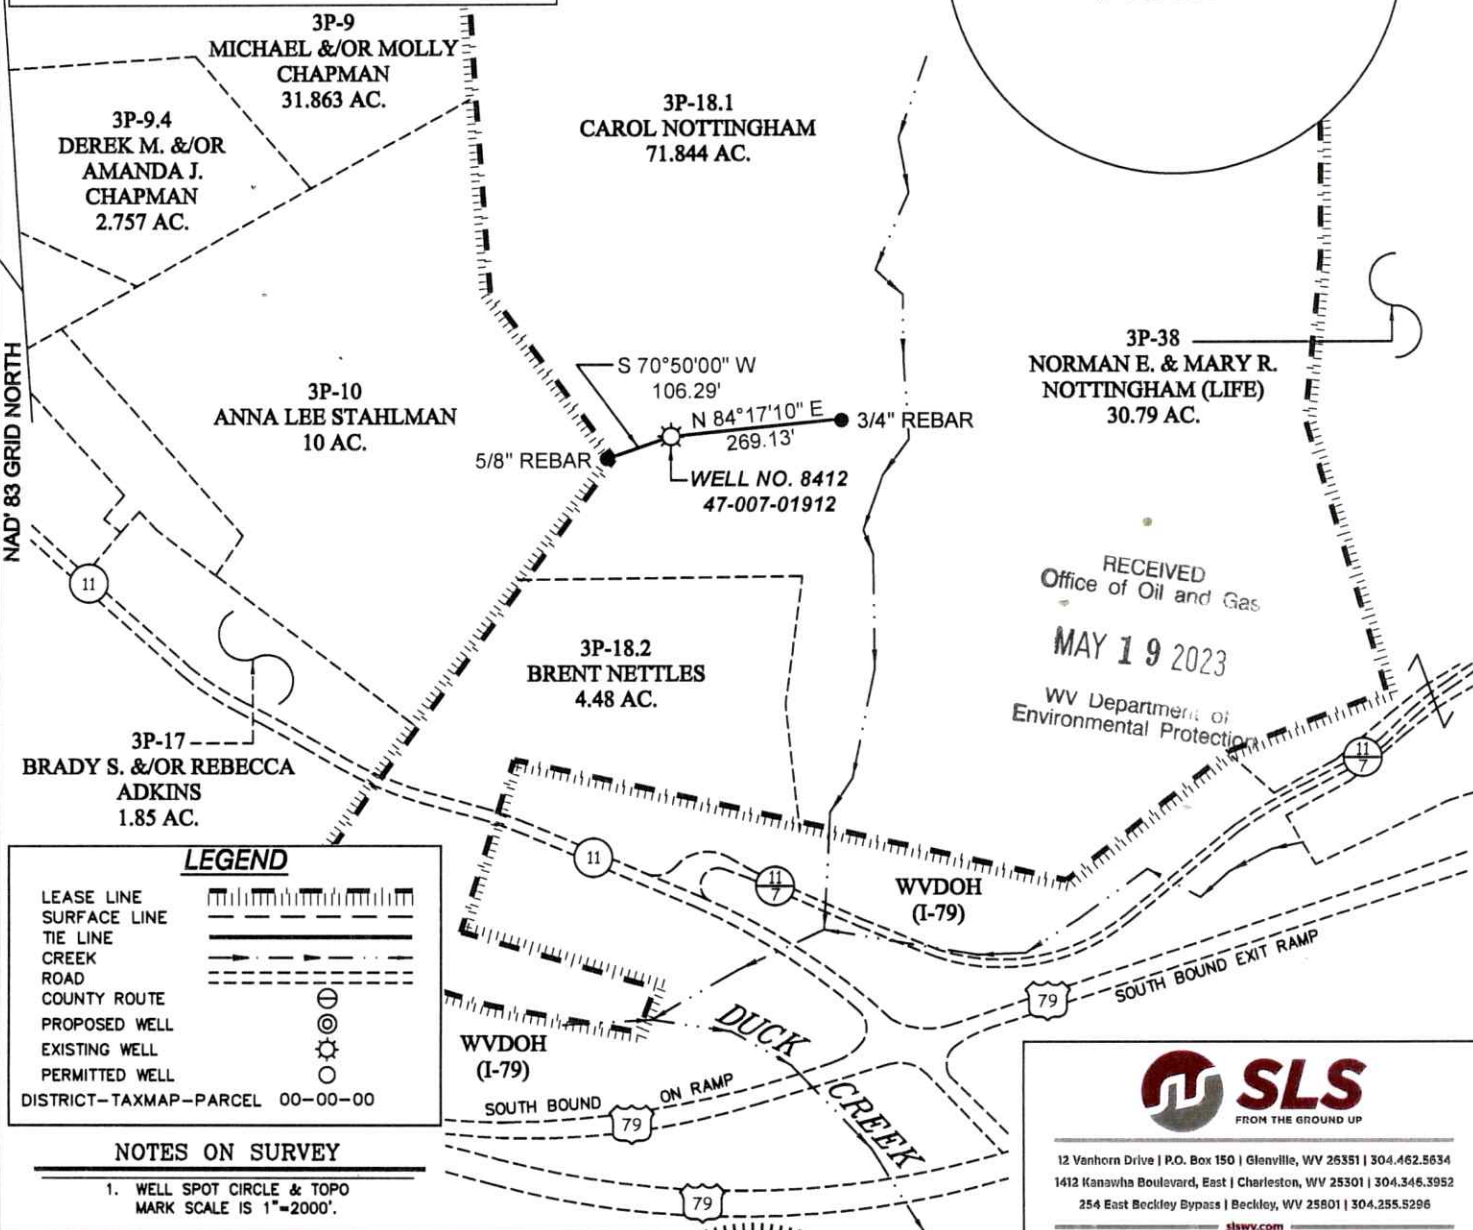 3P-9
MICHAEL &/OR MOLLY
CHAPMAN
31.863 AC.
3P-9.4
DEREK M. &/OR
AMANDA J.
CHAPMAN
2.757 AC.
3P-18.1
CAROL NOTTINGHAM
71.844 AC.
NAD' 83 GRID NORTH
3P-10
ANNA LEE STAHLMAN
10 AC.
S 70°50'00" W
106.29'
N 84°17'10" E
269.13'
3/4" REBAR
5/8" REBAR
WELL NO. 8412
47-007-01912
3P-38
NORMAN E. & MARY R.
NOTTINGHAM (LIFE)
30.79 AC.
RECEIVED
Office of Oil and Gas
MAY 19 2023
WV Department of
Environmental Protection
11
3P-18.2
BRENT NETTLES
4.48 AC.
3P-17
BRADY S. &/OR REBECCA
ADKINS
1.85 AC.
11
7
11
11
7
WVDOH
(I-79)
SOUTH BOUND EXIT RAMP
79
WVDOH
(I-79)
DUCK
CREEK
SOUTH BOUND
ON RAMP
79
79
LEGEND
LEASE LINE
SURFACE LINE
TIE LINE
CREEK
ROAD
COUNTY ROUTE
PROPOSED WELL
EXISTING WELL
PERMITTED WELL
DISTRICT-TAXMAP-PARCEL 00-00-00
NOTES ON SURVEY
1. WELL SPOT CIRCLE & TOPO
MARK SCALE IS 1"=2000'.
SLS
FROM THE GROUND UP
12 Vanhorn Drive | P.O. Box 150 | Glenville, WV 26351 | 304.462.5634
1412 Kanawha Boulevard, East | Charleston, WV 25301 | 304.346.3952
254 East Beckley Bypass | Beckley, WV 25801 | 304.255.5296
slswv.com